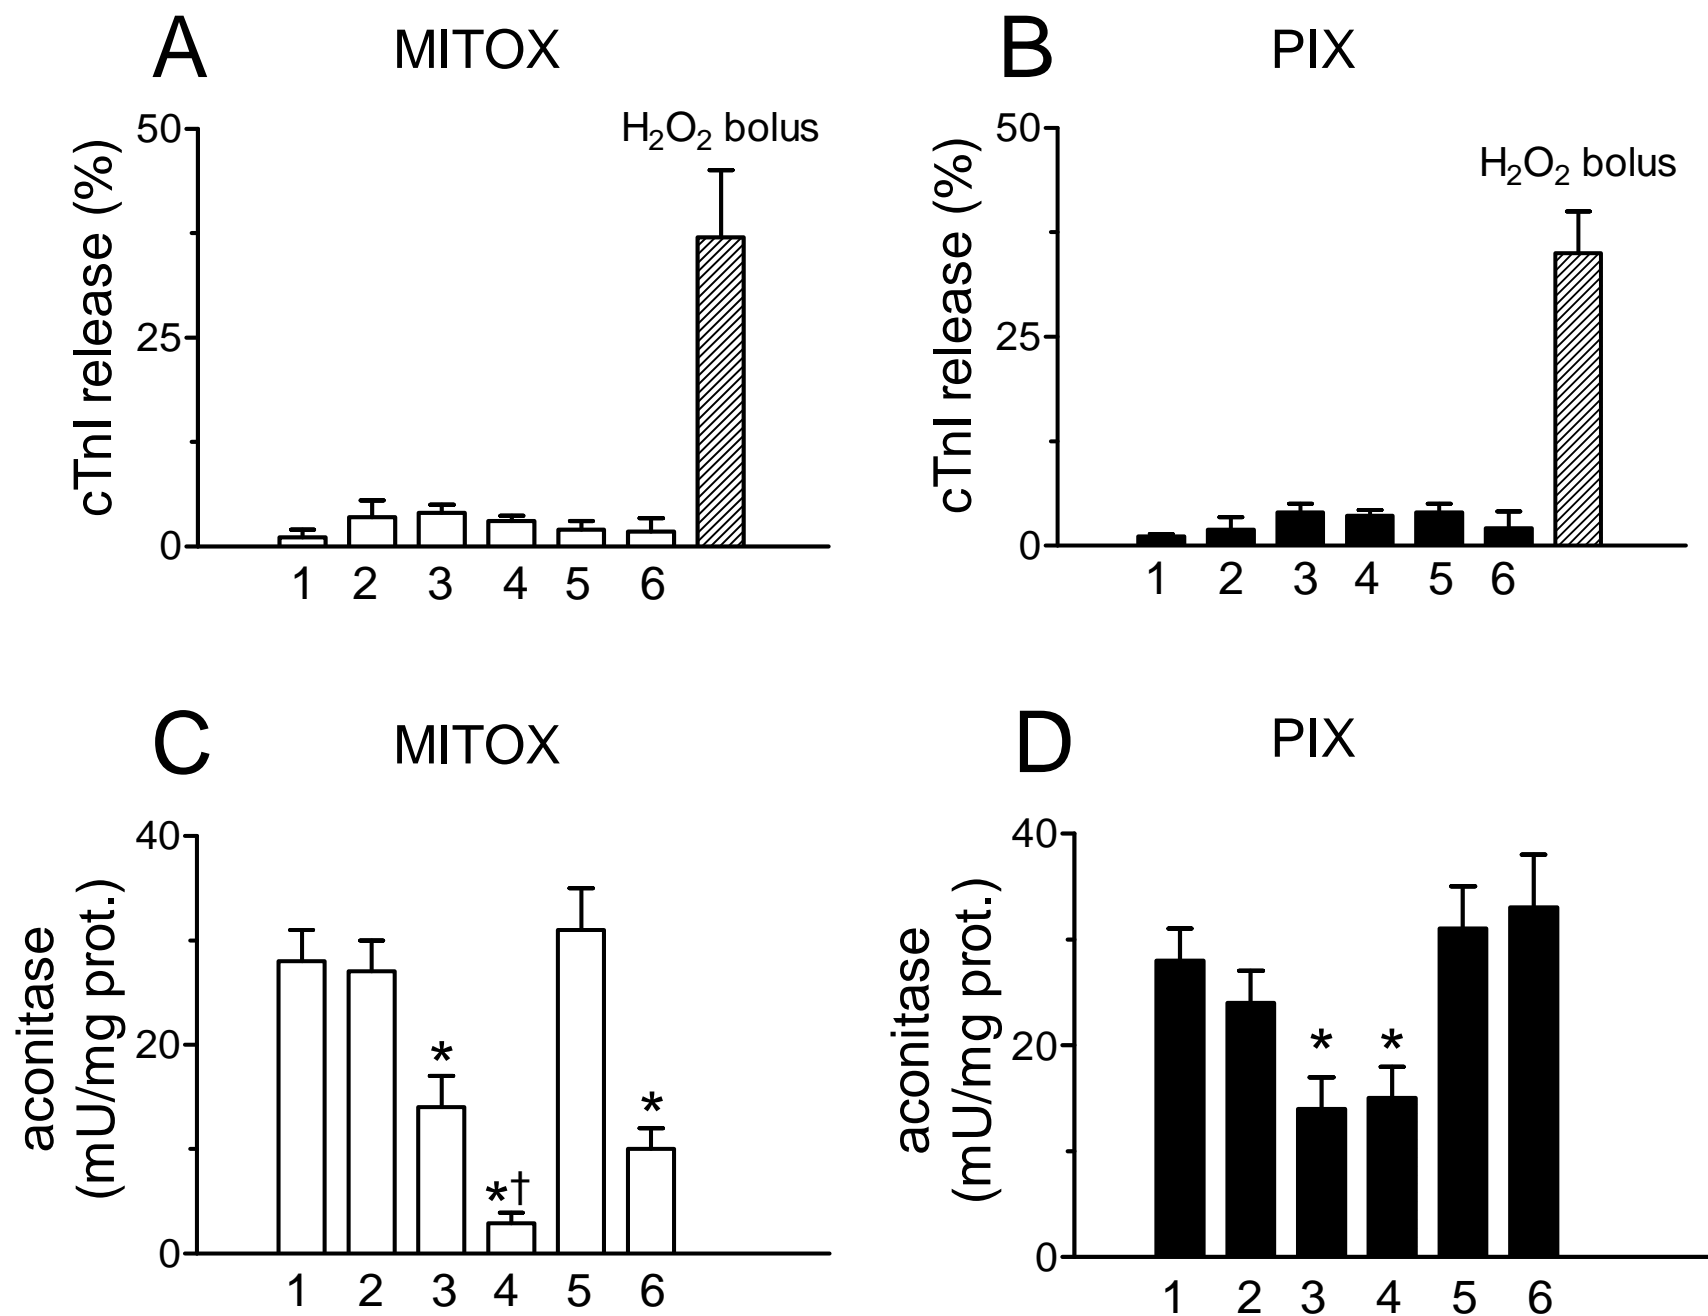 A
MITOX
H₂O₂ bolus
cTnI release (%)
50
25
0
1 2 3 4 5 6
B
PIX
H₂O₂ bolus
cTnI release (%)
50
25
0
1 2 3 4 5 6
C
MITOX
aconitase
(mU/mg prot.)
40
20
0
*
*†
*
1 2 3 4 5 6
D
PIX
aconitase
(mU/mg prot.)
40
20
0
* *
1 2 3 4 5 6